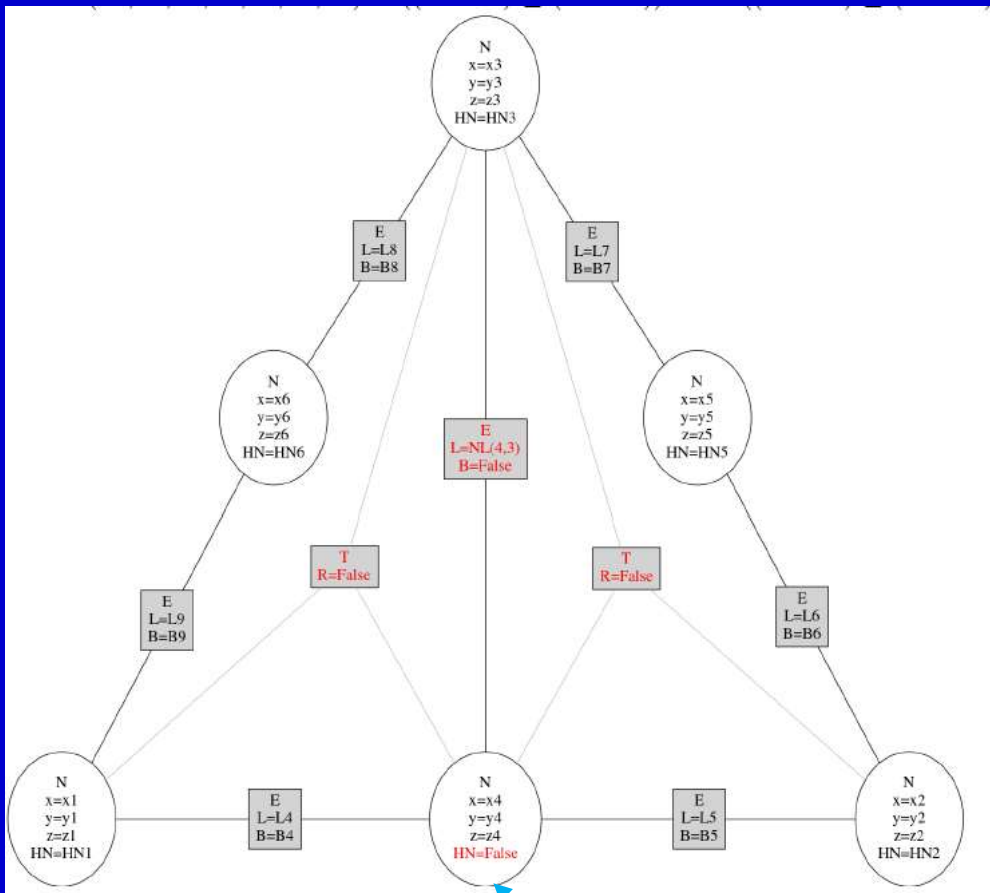 N
x=x3
y=y3
z=z3
HN=HN3
E
L=L8
B=B8
E
L=L7
B=B7
N
x=x6
y=y6
z=z6
HN=HN6
E
L=NL(4,3)
B=False
N
x=x5
y=y5
z=z5
HN=HN5
T
R=False
T
R=False
E
L=L9
B=B9
E
L=L6
B=B6
N
x=x1
y=y1
z=z1
HN=HN1
E
L=L4
B=B4
N
x=x4
y=y4
z=z4
HN=False
E
L=L5
B=B5
N
x=x2
y=y2
z=z2
HN=HN2